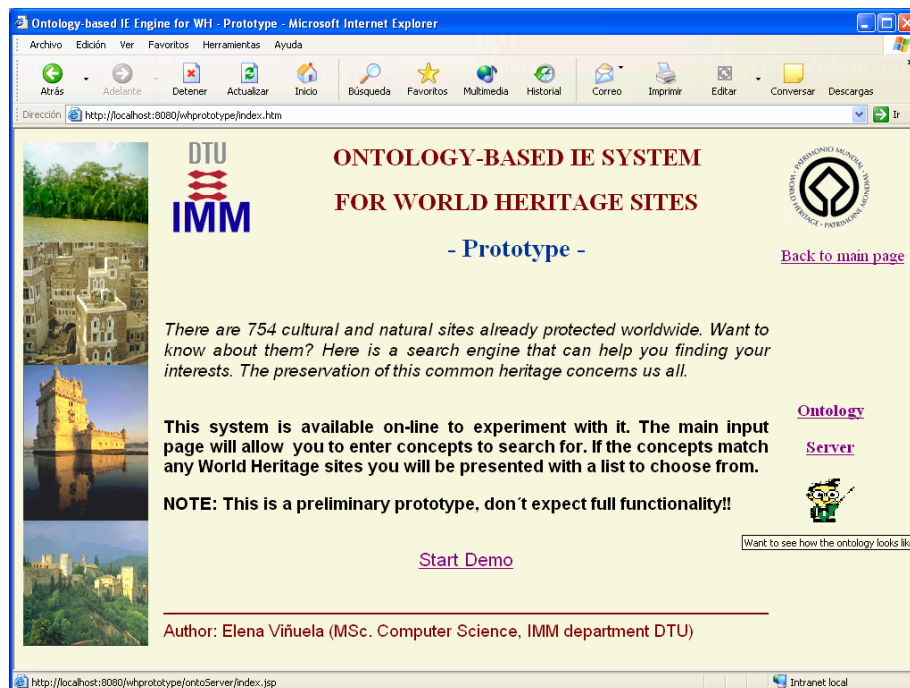 Ontology-based IE Engine for WH - Prototype - Microsoft Internet Explorer
Archivo Edición Ver Favoritos Herramientas Ayuda
Atrás Adelante Detener Actualizar Inicio Búsqueda Favoritos Multimedia Historial Correo Imprimir Editar Conversar Descargas
Dirección http://localhost:8080/whprototype/index.htm Ir
DTU
IMM
ONTOLOGY-BASED IE SYSTEM
FOR WORLD HERITAGE SITES
- Prototype -
PATRIMONIO MUNDIAL • WORLD HERITAGE • PATRIMOINE MONDIAL •
Back to main page
There are 754 cultural and natural sites already protected worldwide. Want to
know about them? Here is a search engine that can help you finding your
interests. The preservation of this common heritage concerns us all.
This system is available on-line to experiment with it. The main input
page will allow you to enter concepts to search for. If the concepts match
any World Heritage sites you will be presented with a list to choose from.
NOTE: This is a preliminary prototype, don´t expect full functionality!!
Ontology
Server
Want to see how the ontology looks like
Start Demo
Author: Elena Viñuela (MSc. Computer Science, IMM department DTU)
http://localhost:8080/whprototype/ontoServer/index.jsp Intranet local